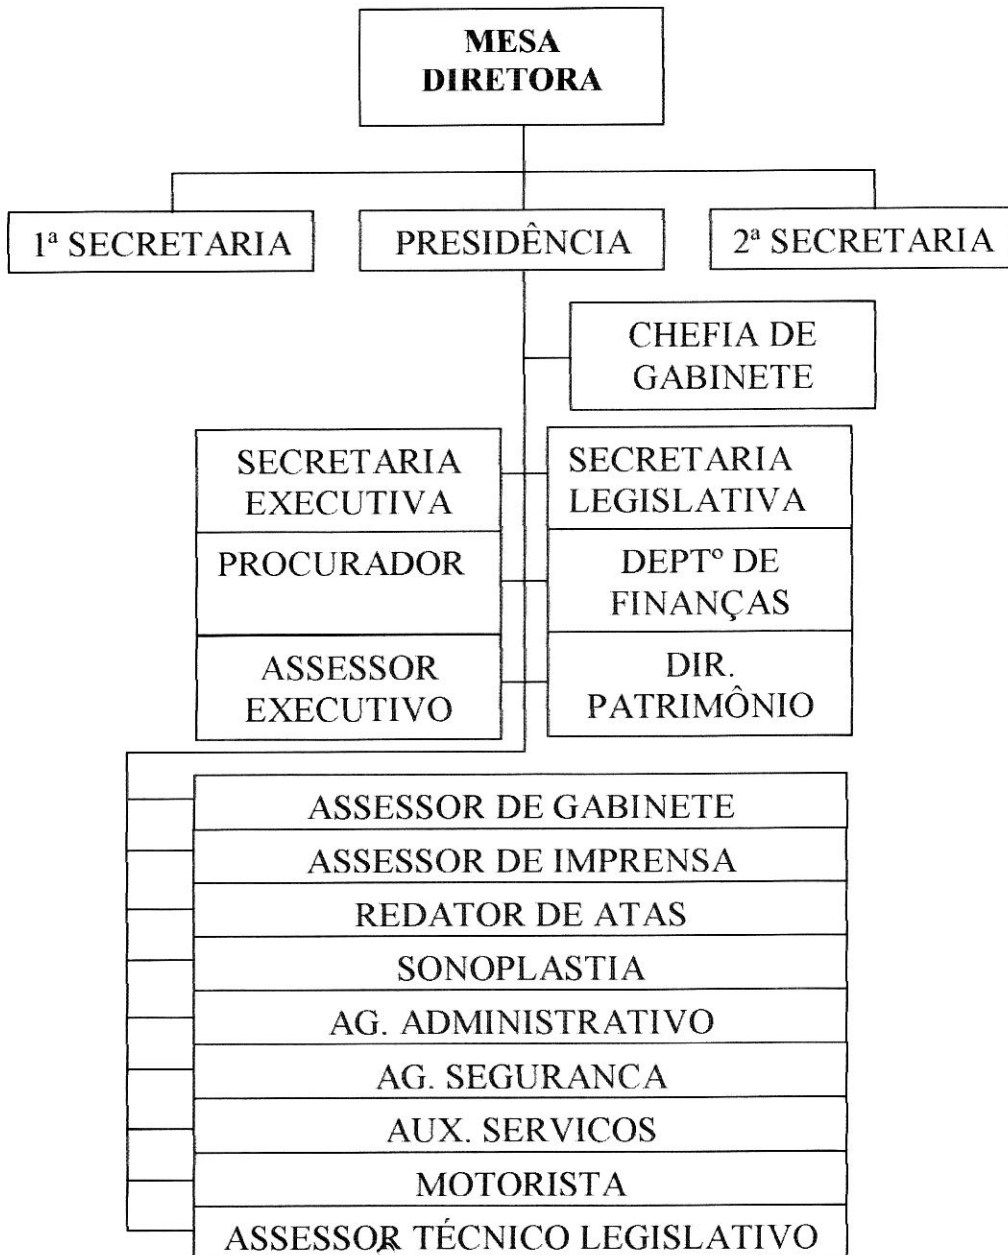 MESA
DIRETORA
1ª SECRETARIA
PRESIDÊNCIA
2ª SECRETARIA
CHEFIA DE
GABINETE
SECRETARIA
EXECUTIVA
SECRETARIA
LEGISLATIVA
PROCURADOR
DEPTº DE
FINANÇAS
ASSESSOR
EXECUTIVO
DIR.
PATRIMÔNIO
ASSESSOR DE GABINETE
ASSESSOR DE IMPRENSA
REDATOR DE ATAS
SONOPLASTIA
AG. ADMINISTRATIVO
AG. SEGURANCA
AUX. SERVICOS
MOTORISTA
ASSESSOR TÉCNICO LEGISLATIVO